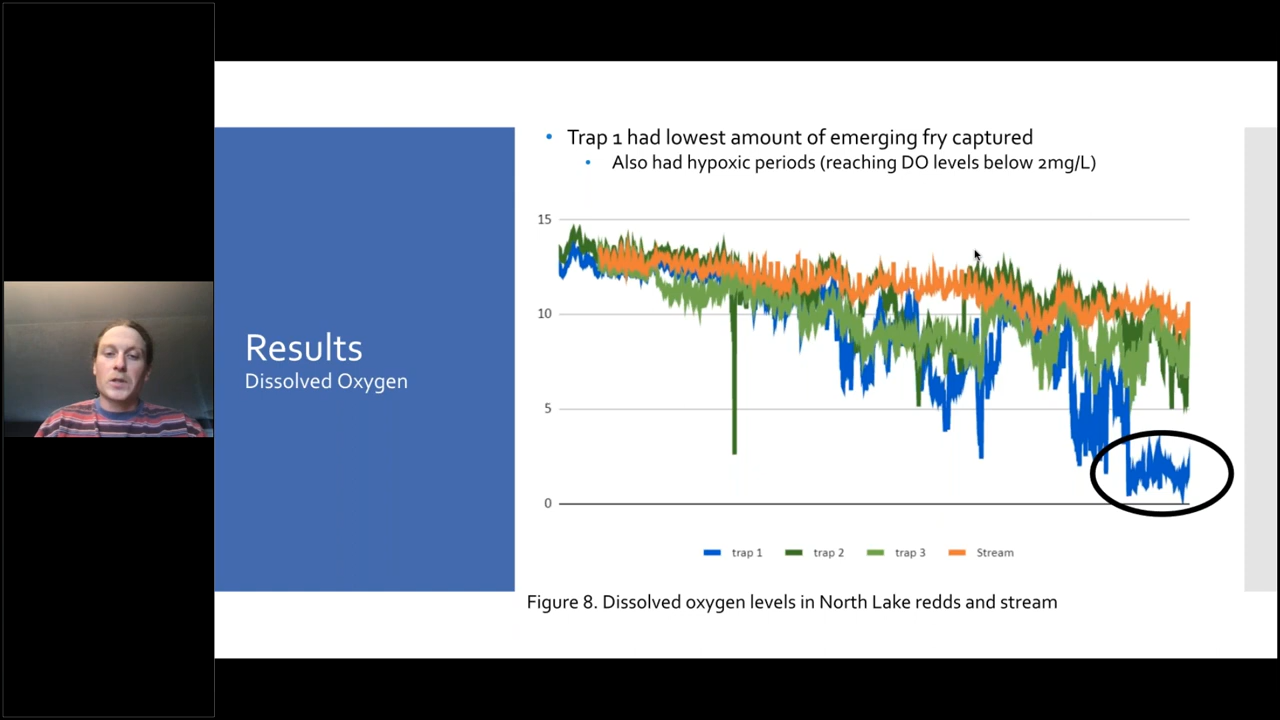 Results
Dissolved Oxygen
• Trap 1 had lowest amount of emerging fry captured
• Also had hypoxic periods (reaching DO levels below 2mg/L)
15
10
5
0
trap 1 trap 2 trap 3 Stream
Figure 8. Dissolved oxygen levels in North Lake redds and stream